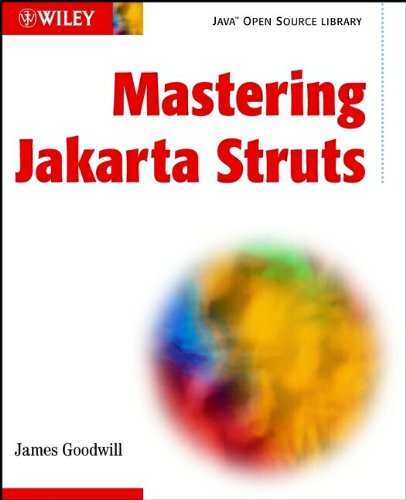 WILEY
JAVA™ OPEN SOURCE LIBRARY
Mastering
Jakarta Struts
James Goodwill